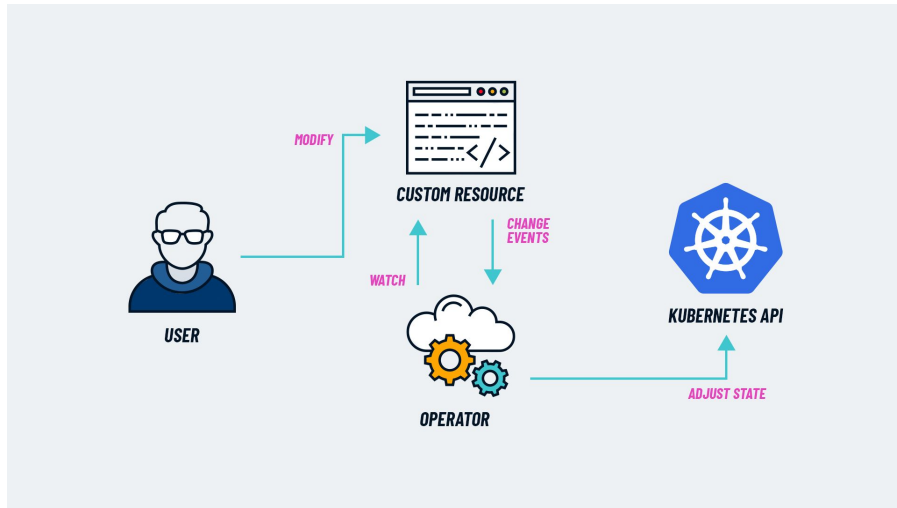 MODIFY
CUSTOM RESOURCE
CHANGE
EVENTS
WATCH
USER
KUBERNETES API
OPERATOR
ADJUST STATE